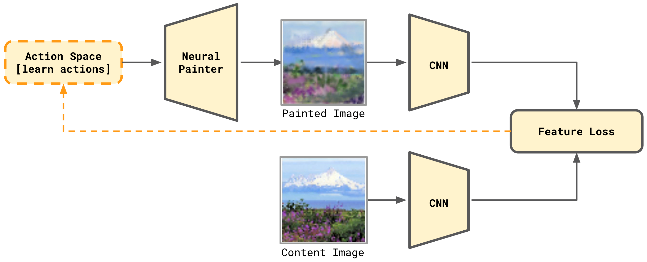 Action Space
[learn actions]
Neural
Painter
Painted Image
CNN
Feature Loss
CNN
Content Image